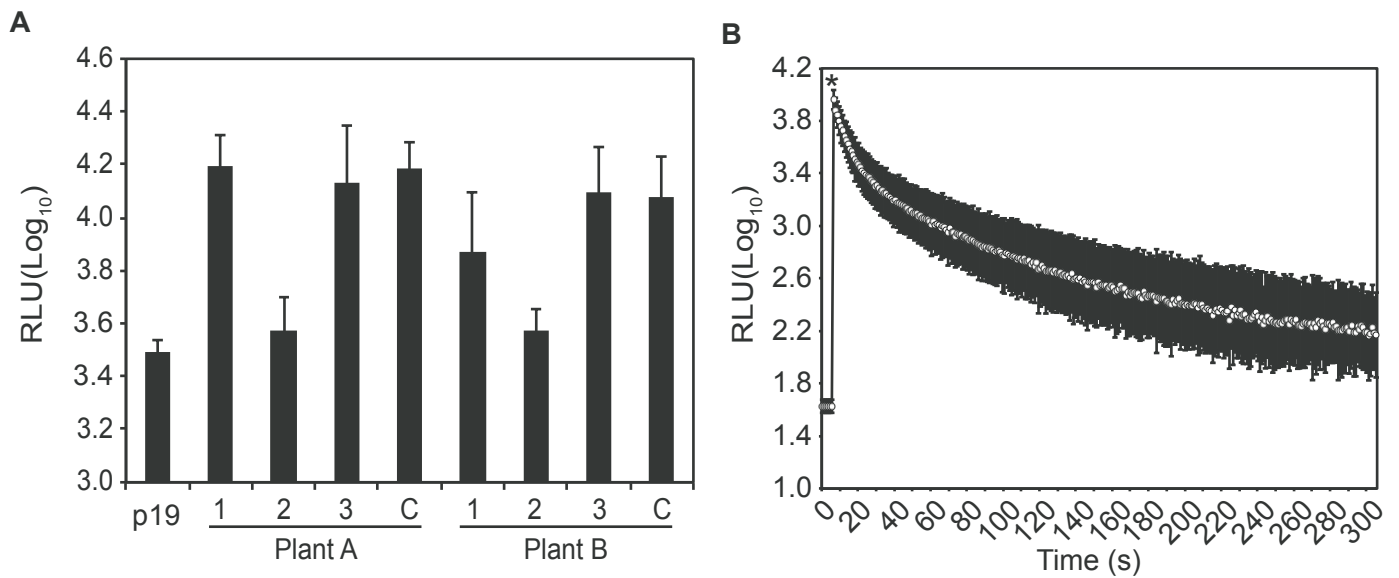 A
RLU(Log10)
4.6
4.4
4.2
4.0
3.8
3.6
3.4
3.2
3.0
p19 1 2 3 C 1 2 3 C
Plant A Plant B
B
RLU(Log10)
4.2
3.8
3.4
3.0
2.6
2.2
1.8
1.4
1.0
*
0 20 40 60 80 100 120 140 160 180 200 220 240 260 280 300
Time (s)